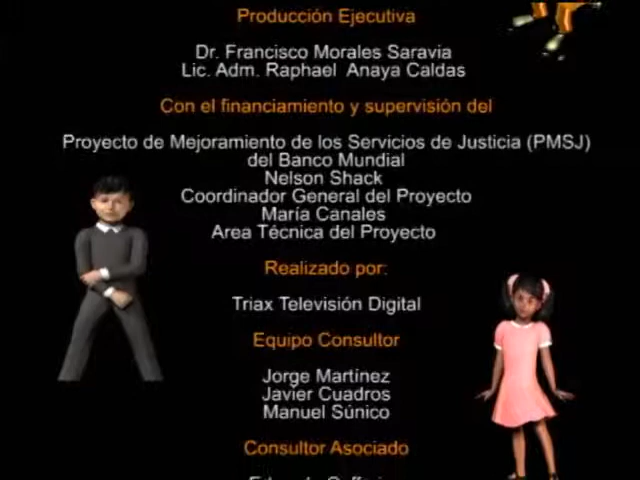 Producción Ejecutiva
Dr. Francisco Morales Saravia
Lic. Adm. Raphael Anaya Caldas
Con el financiamiento y supervisión del
Proyecto de Mejoramiento de los Servicios de Justicia (PMSJ)
del Banco Mundial
Nelson Shack
Coordinador General del Proyecto
María Canales
Area Técnica del Proyecto
Realizado por:
Triax Televisión Digital
Equipo Consultor
Jorge Martínez
Javier Cuadros
Manuel Súnico
Consultor Asociado